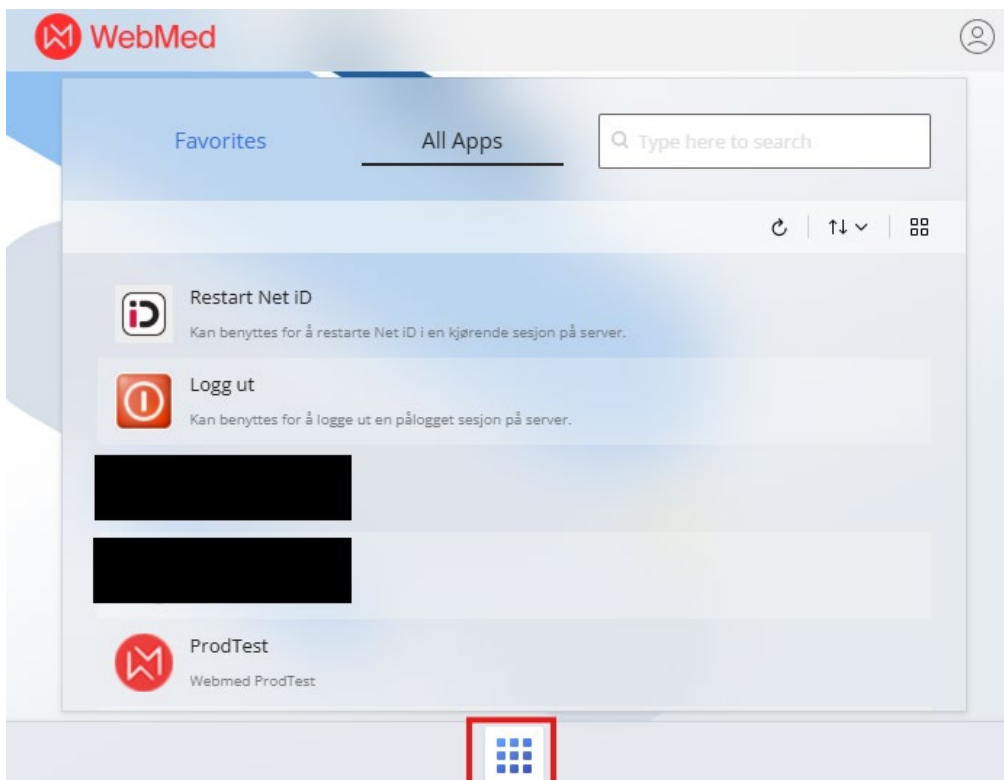 WebMed
Favorites
All Apps
Type here to search
Restart Net iD
Kan benyttes for å restarte Net iD i en kjørende sesjon på server.
Logg ut
Kan benyttes for å logge ut en pålogget sesjon på server.
ProdTest
Webmed ProdTest